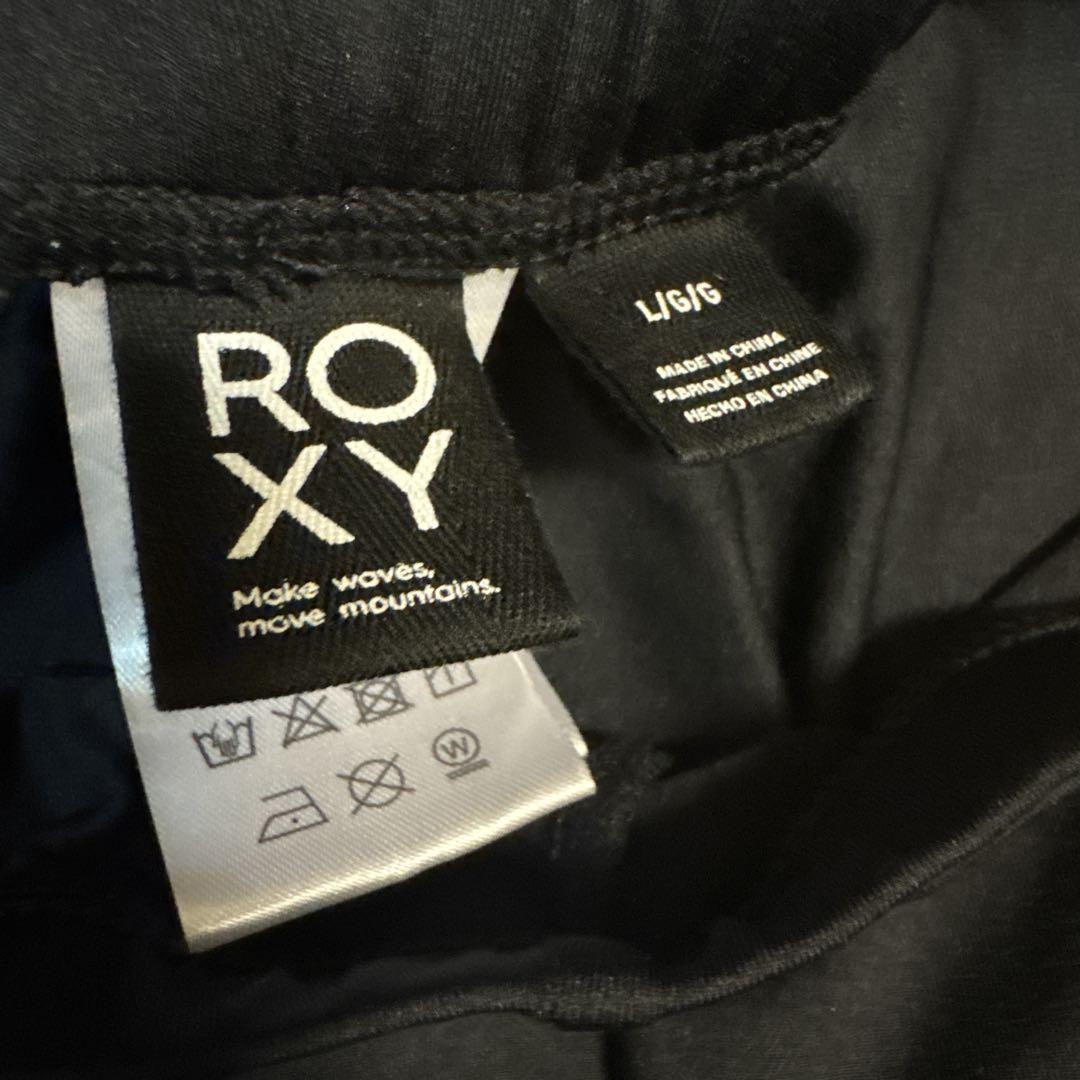 RO
XY
Make waves,
move mountains.
L/G/G
MADE IN CHINA
FABRIQUÉ EN CHINE
HECHO EN CHINA
W